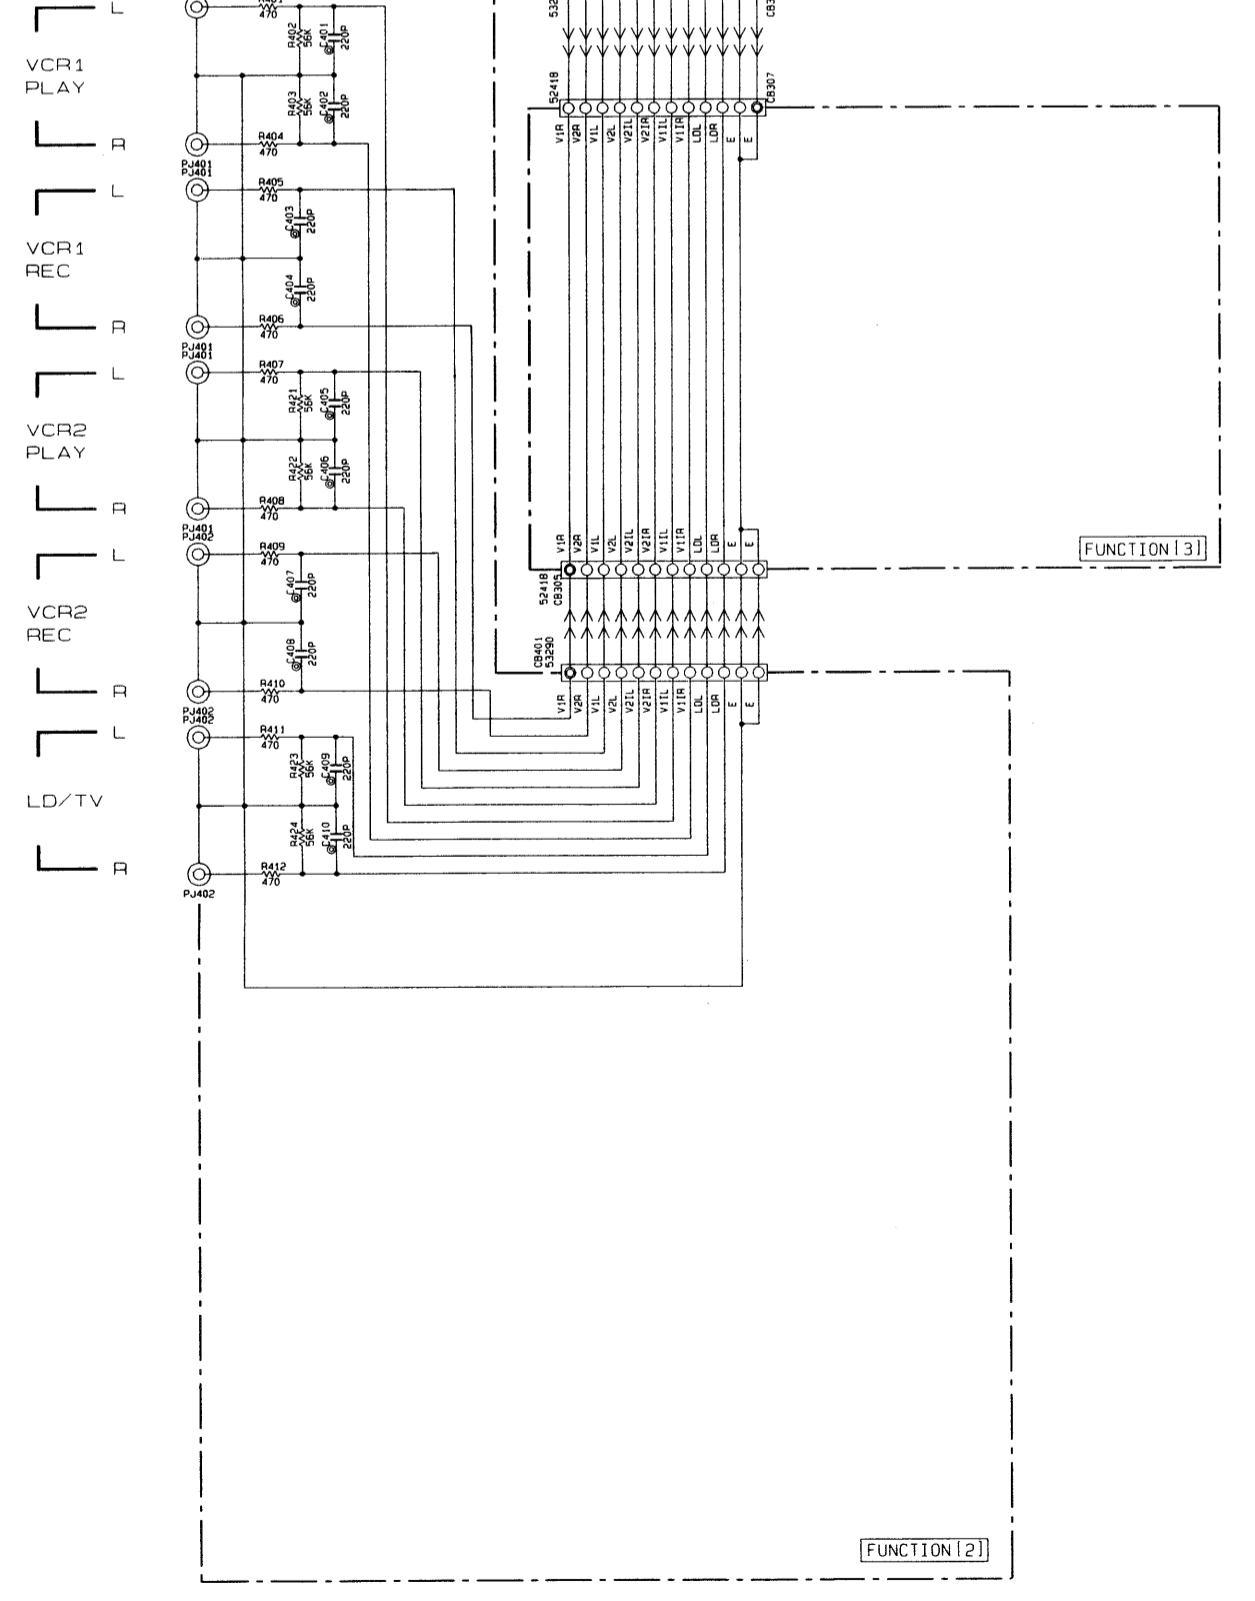 L
470
R402
56K
C401
220P
VCR1
PLAY
R403
56K
C402
220P
R
R404
470
PJ401
PJ401
L
R405
470
C403
220P
VCR1
REC
C404
220P
R
R406
470
PJ401
PJ401
L
R407
470
R421
56K
C405
220P
VCR2
PLAY
R422
56K
C406
220P
R
R408
470
PJ401
PJ402
L
R409
470
C407
220P
VCR2
REC
C408
220P
R
R410
470
PJ402
PJ402
L
R411
470
R423
56K
C409
220P
LD/TV
R424
56K
C410
220P
R
R412
470
PJ402
52418
CB307
V1R
V2R
V1L
V2L
V2IL
V2IR
V1IL
V1IR
LDL
LDR
E
E
V1R
V2R
V1L
V2L
V2IL
V2IR
V1IL
V1IR
LDL
LDR
E
E
FUNCTION[3]
52418
CB305
CB401
53290
V1R
V2R
V1L
V2L
V2IL
V2IR
V1IL
V1IR
LDL
LDR
E
E
FUNCTION[2]